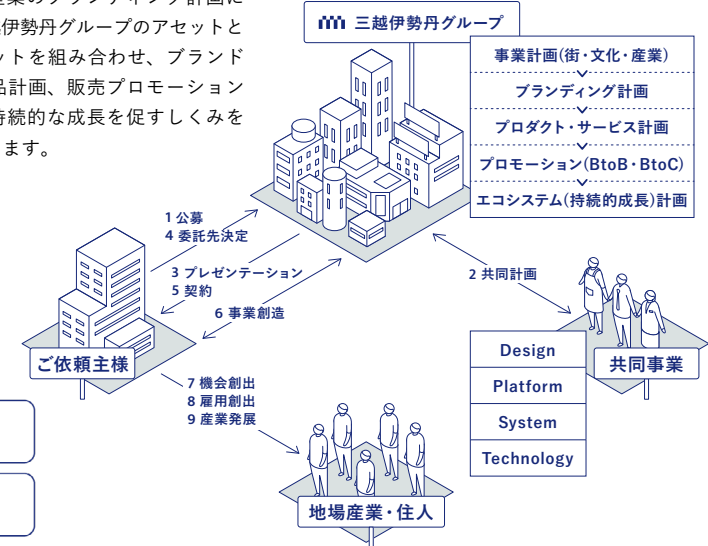 産業のブランディング計画に
越伊勢丹グループのアセットと
ットを組み合わせ、ブランド
品計画、販売プロモーション
持続的な成長を促すしくみを
ます。
三越伊勢丹グループ
事業計画(街・文化・産業)
ブランディング計画
プロダクト・サービス計画
プロモーション(BtoB・BtoC)
エコシステム(持続的成長)計画
1 公募
4 委託先決定
3 プレゼンテーション
5 契約
6 事業創造
2 共同計画
ご依頼主様
7 機会創出
8 雇用創出
9 産業発展
Design
Platform
System
Technology
共同事業
地場産業・住人